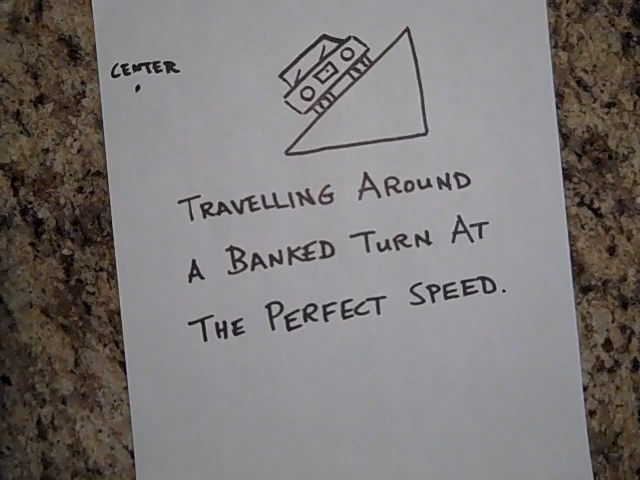 CENTER
TRAVELLING AROUND
A BANKED TURN AT
THE PERFECT SPEED.